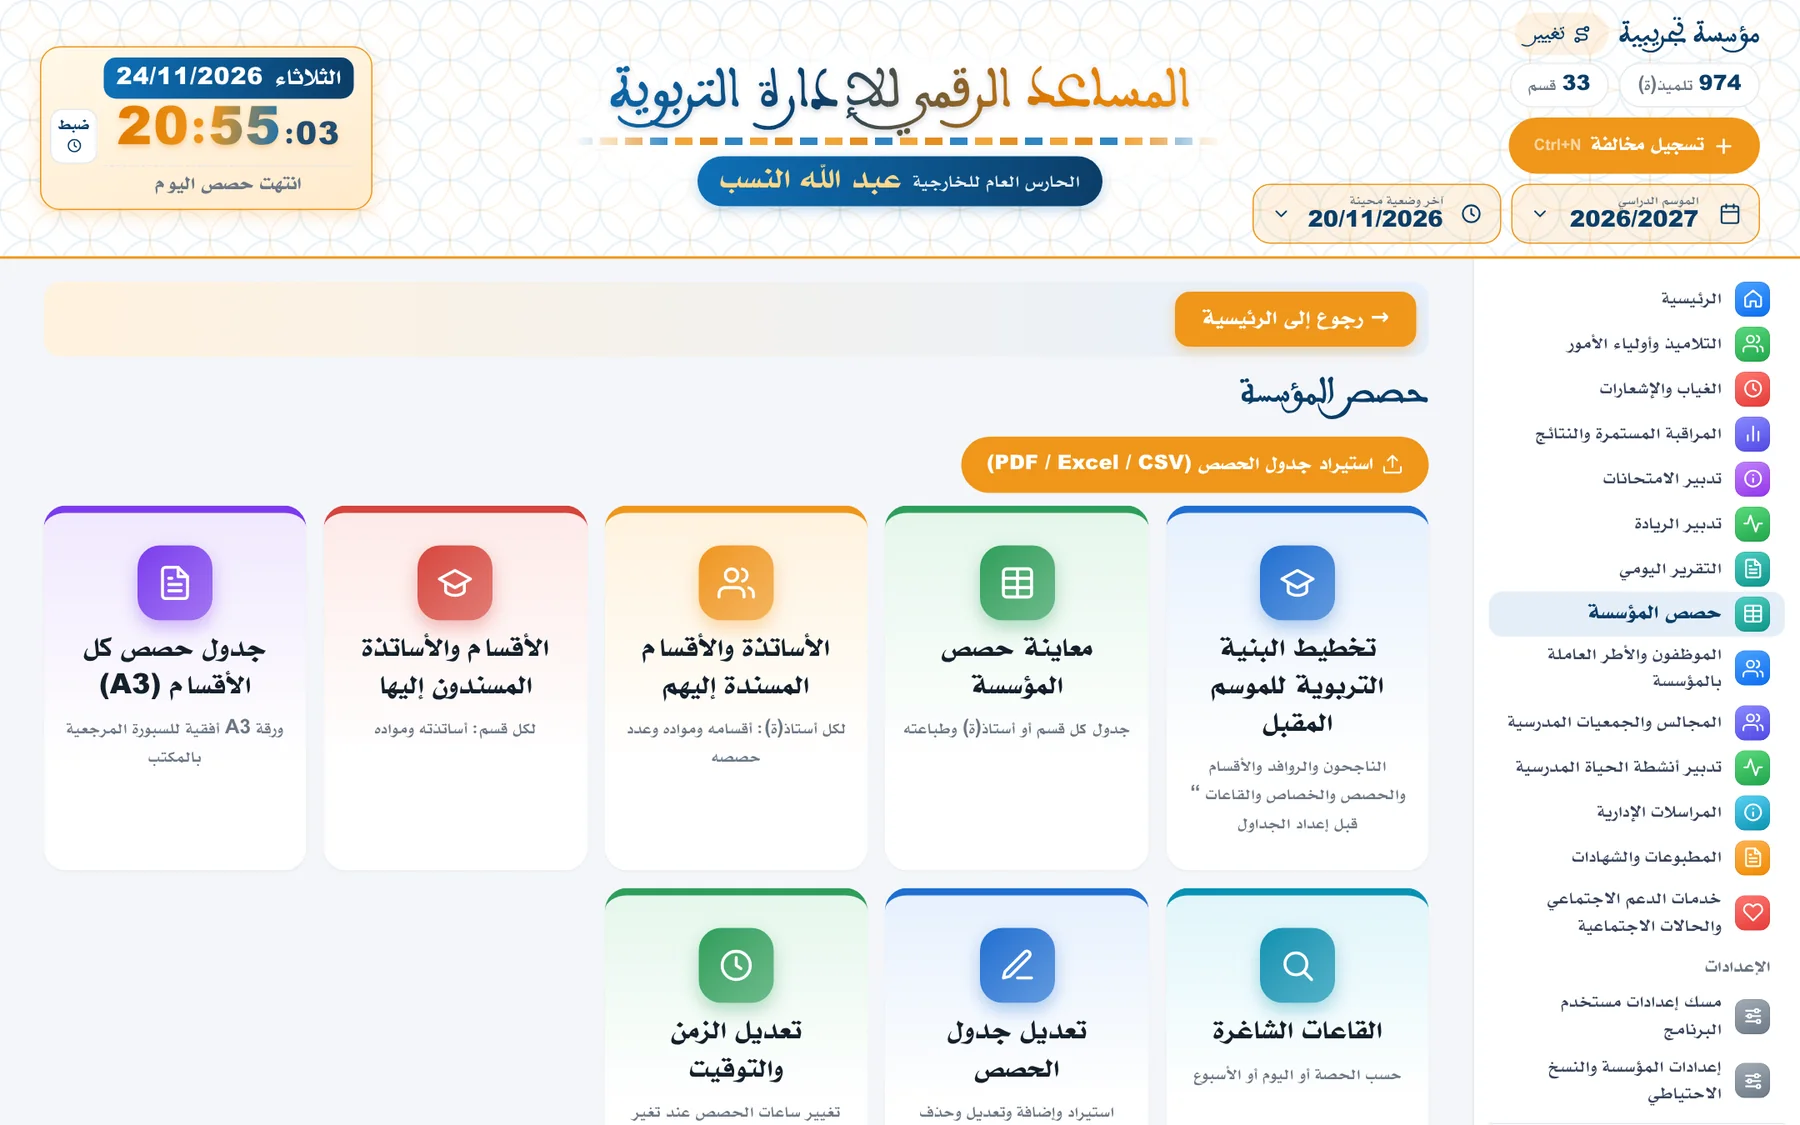 مؤسسة تجريبية
تغيير
974 تلميذ(ة)
33 قسم
+ تسجيل مخالفة Ctrl+N
الموسم الدراسي
2026/2027
آخر وضعية محينة
20/11/2026
المساعد الرقمي للإدارة التربوية
الحارس العام للخارجية عبد الله النسب
الثلاثاء 24/11/2026
20:55:03
ضبط
انتهت حصص اليوم
الرئيسية
التلاميذ وأولياء الأمور
الغياب والإشعارات
المراقبة المستمرة والنتائج
تدبير الامتحانات
تدبير الريادة
التقرير اليومي
حصص المؤسسة
الموظفون والأطر العاملة
بالمؤسسة
المجالس والجمعيات المدرسية
تدبير أنشطة الحياة المدرسية
المراسلات الإدارية
المطبوعات والشهادات
خدمات الدعم الاجتماعي
والحالات الاجتماعية
الإعدادات
مسك إعدادات مستخدم
البرنامج
إعدادات المؤسسة والنسخ
الاحتياطي
→ رجوع إلى الرئيسية
حصص المؤسسة
استيراد جدول الحصص (PDF / Excel / CSV)
تخطيط البنية
التربوية للموسم
المقبل
الناجحون والروافد والأقسام
والحصص والخصاص والقاعات “
قبل إعداد الجداول
معاينة حصص
المؤسسة
جدول كل قسم أو أستاذ(ة) وطباعته
الأساتذة والأقسام
المسندة إليهم
لكل أستاذ(ة): أقسامه ومواده وعدد
حصصه
الأقسام والأساتذة
المسندون إليها
لكل قسم: أساتذته ومواده
جدول حصص كل
الأقسام (A3)
ورقة A3 أفقية للسبورة المرجعية
بالمكتب
القاعات الشاغرة
حسب الحصة أو اليوم أو الأسبوع
تعديل جدول
الحصص
استيراد وإضافة وتعديل وحذف
تعديل الزمن
والتوقيت
تغيير ساعات الحصص عند تغير